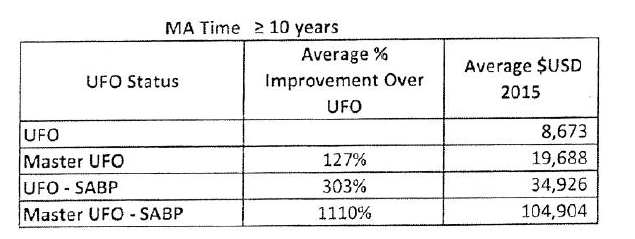 MA Time ≥ 10 years
UFO Status Average % Improvement Over UFO Average $USD 2015
UFO 8,673
Master UFO 127% 19,688
UFO - SABP 303% 34,926
Master UFO - SABP 1110% 104,904